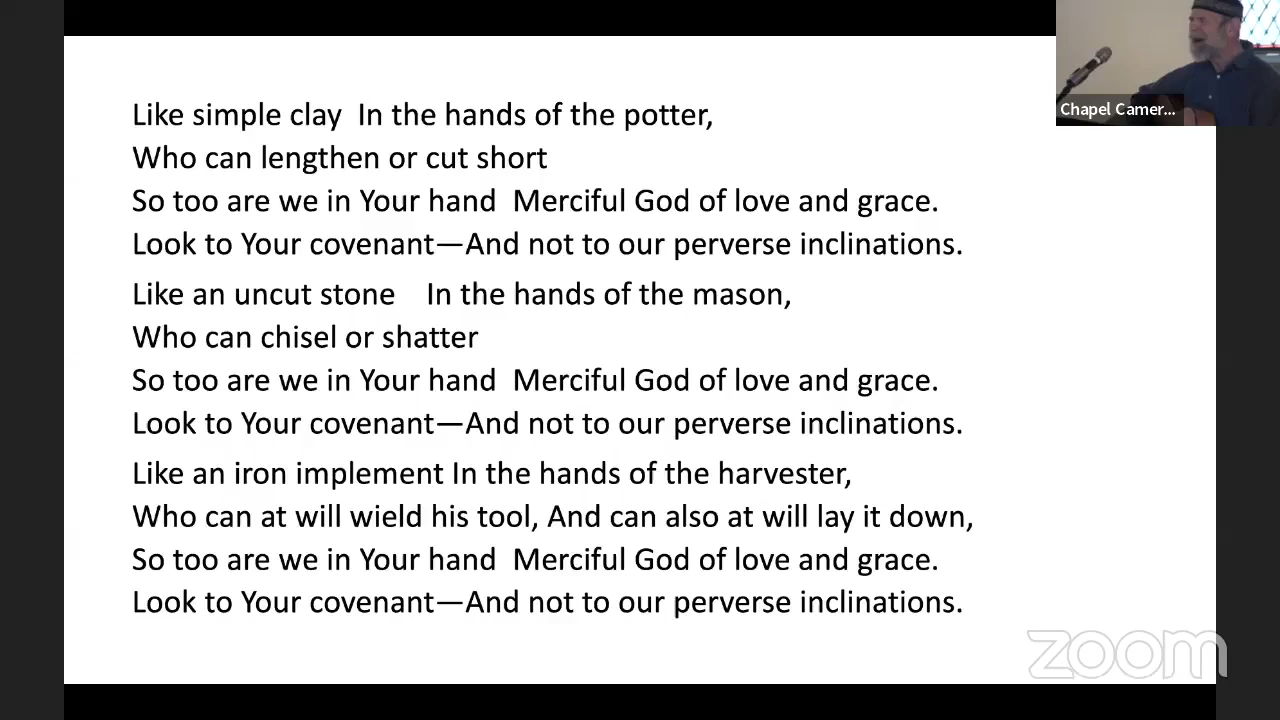 Like simple clay  In the hands of the potter,
Who can lengthen or cut short
So too are we in Your hand  Merciful God of love and grace.
Look to Your covenant—And not to our perverse inclinations.
Like an uncut stone    In the hands of the mason,
Who can chisel or shatter
So too are we in Your hand  Merciful God of love and grace.
Look to Your covenant—And not to our perverse inclinations.
Like an iron implement In the hands of the harvester,
Who can at will wield his tool, And can also at will lay it down,
So too are we in Your hand  Merciful God of love and grace.
Look to Your covenant—And not to our perverse inclinations.
Chapel Camer...
zoom